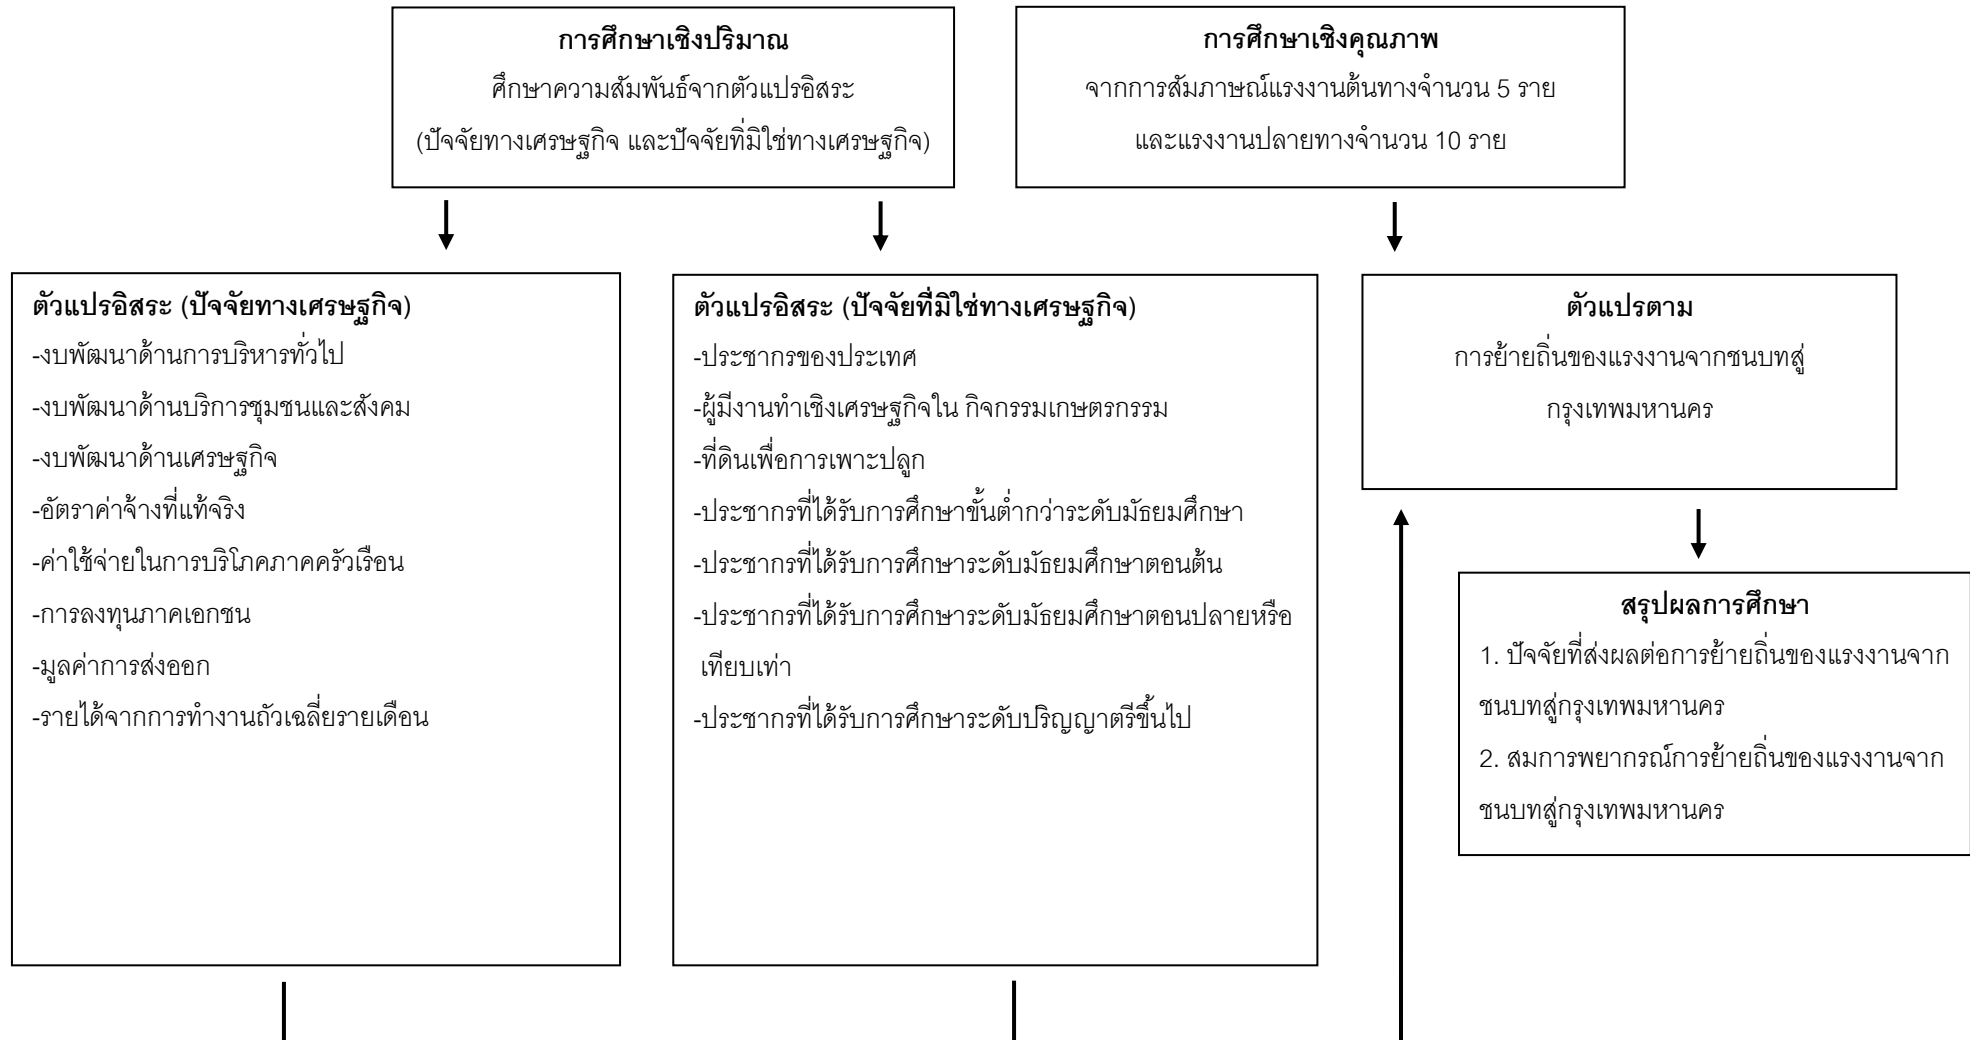 การศึกษาเชิงปริมาณ
ศึกษาความสัมพันธ์จากตัวแปรอิสระ
(ปัจจัยทางเศรษฐกิจ และปัจจัยที่มิใช่ทางเศรษฐกิจ)
การศึกษาเชิงคุณภาพ
จากการสัมภาษณ์แรงงานต้นทางจำนวน 5 ราย
และแรงงานปลายทางจำนวน 10 ราย
ตัวแปรอิสระ (ปัจจัยทางเศรษฐกิจ)
-งบพัฒนาด้านการบริหารทั่วไป
-งบพัฒนาด้านบริการชุมชนและสังคม
-งบพัฒนาด้านเศรษฐกิจ
-อัตราค่าจ้างที่แท้จริง
-ค่าใช้จ่ายในการบริโภคภาคครัวเรือน
-การลงทุนภาคเอกชน
-มูลค่าการส่งออก
-รายได้จากการทำงานถัวเฉลี่ยรายเดือน
ตัวแปรอิสระ (ปัจจัยที่มิใช่ทางเศรษฐกิจ)
-ประชากรของประเทศ
-ผู้มีงานทำเชิงเศรษฐกิจใน กิจกรรมเกษตรกรรม
-ที่ดินเพื่อการเพาะปลูก
-ประชากรที่ได้รับการศึกษาขั้นต่ำกว่าระดับมัธยมศึกษา
-ประชากรที่ได้รับการศึกษาระดับมัธยมศึกษาตอนต้น
-ประชากรที่ได้รับการศึกษาระดับมัธยมศึกษาตอนปลายหรือ
เทียบเท่า
-ประชากรที่ได้รับการศึกษาระดับปริญญาตรีขึ้นไป
ตัวแปรตาม
การย้ายถิ่นของแรงงานจากชนบทสู่
กรุงเทพมหานคร
สรุปผลการศึกษา
1. ปัจจัยที่ส่งผลต่อการย้ายถิ่นของแรงงานจาก
ชนบทสู่กรุงเทพมหานคร
2. สมการพยากรณ์การย้ายถิ่นของแรงงานจาก
ชนบทสู่กรุงเทพมหานคร